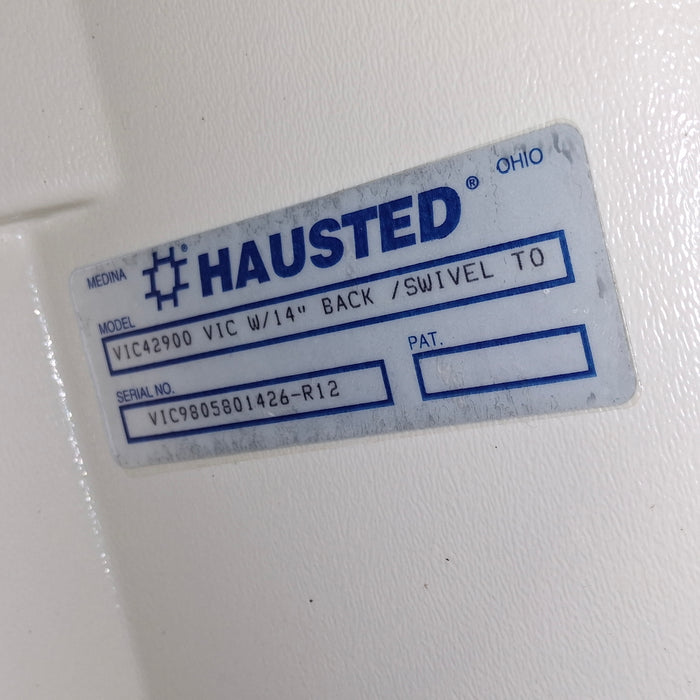 MEDINA HAUSTED® OHIO
MODEL
VIC42900 VIC W/14" BACK /SWIVEL TO
SERIAL NO.
VIC9805801426-R12
PAT.